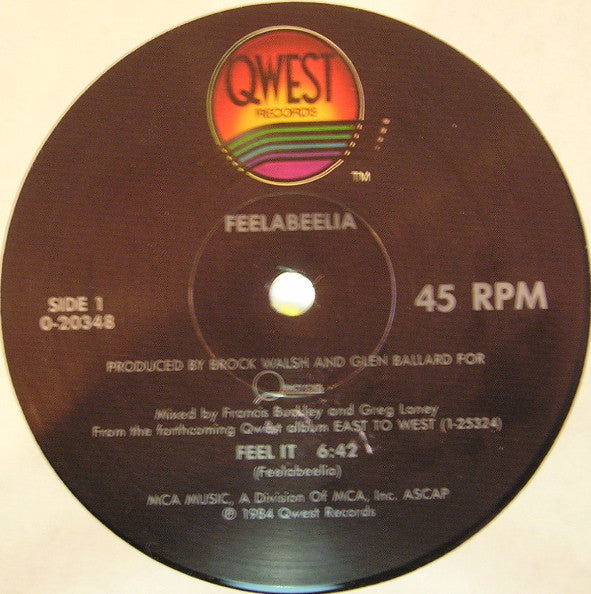 QWEST
RECORDS
TM
FEELABEELIA
SIDE 1
0-20348
45 RPM
PRODUCED BY BROCK WALSH AND GLEN BALLARD FOR
Mixed by Francis Buckley and Greg Laney
From the forthcoming Qwest album EAST TO WEST (1-25324)
FEEL IT 6:42
(Feelabeelia)
MCA MUSIC, A Division Of MCA, Inc. ASCAP
℗ 1984 Qwest Records